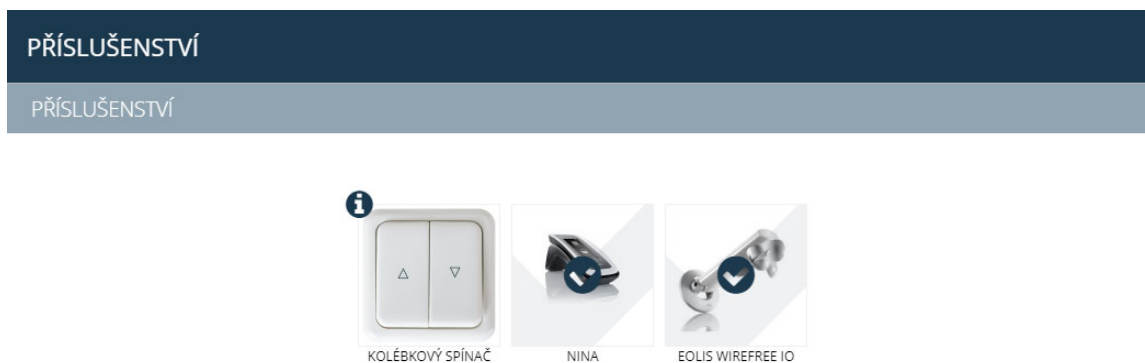 PŘÍSLUŠENSTVÍ
PŘÍSLUŠENSTVÍ
KOLÉBKOVÝ SPÍNAČ
NINA
EOLIS WIREFREE IO